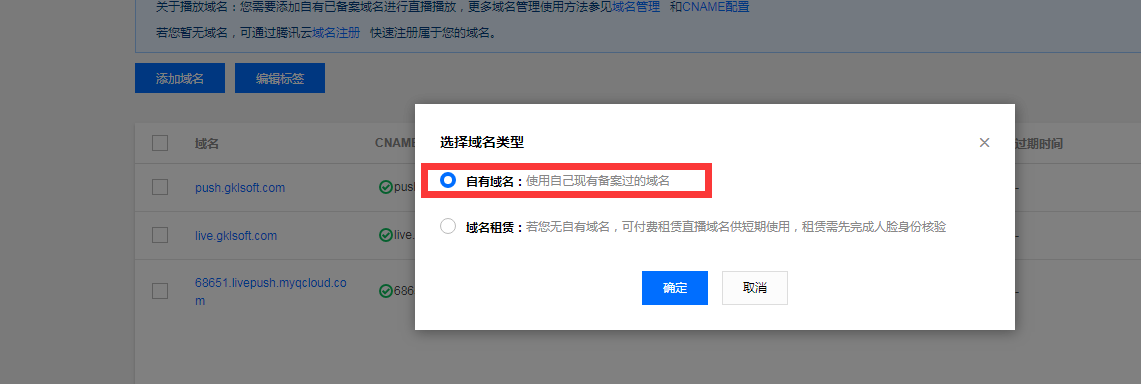 关于播放域名：您需要添加自有已备案域名进行直播播放，更多域名管理使用方法参见域名管理 和CNAME配置
若您暂无域名，可通过腾讯云域名注册 快速注册属于您的域名。
添加域名 编辑标签
选择域名类型
域名 CNAME 过期时间
自有域名：使用自己现有备案过的域名
push.gklsoft.com pus
域名租赁：若您无自有域名，可付费租赁直播域名供短期使用，租赁需先完成人脸身份核验
live.gklsoft.com live. -
68651.livepush.myqcloud.co
m 686 -
确定 取消